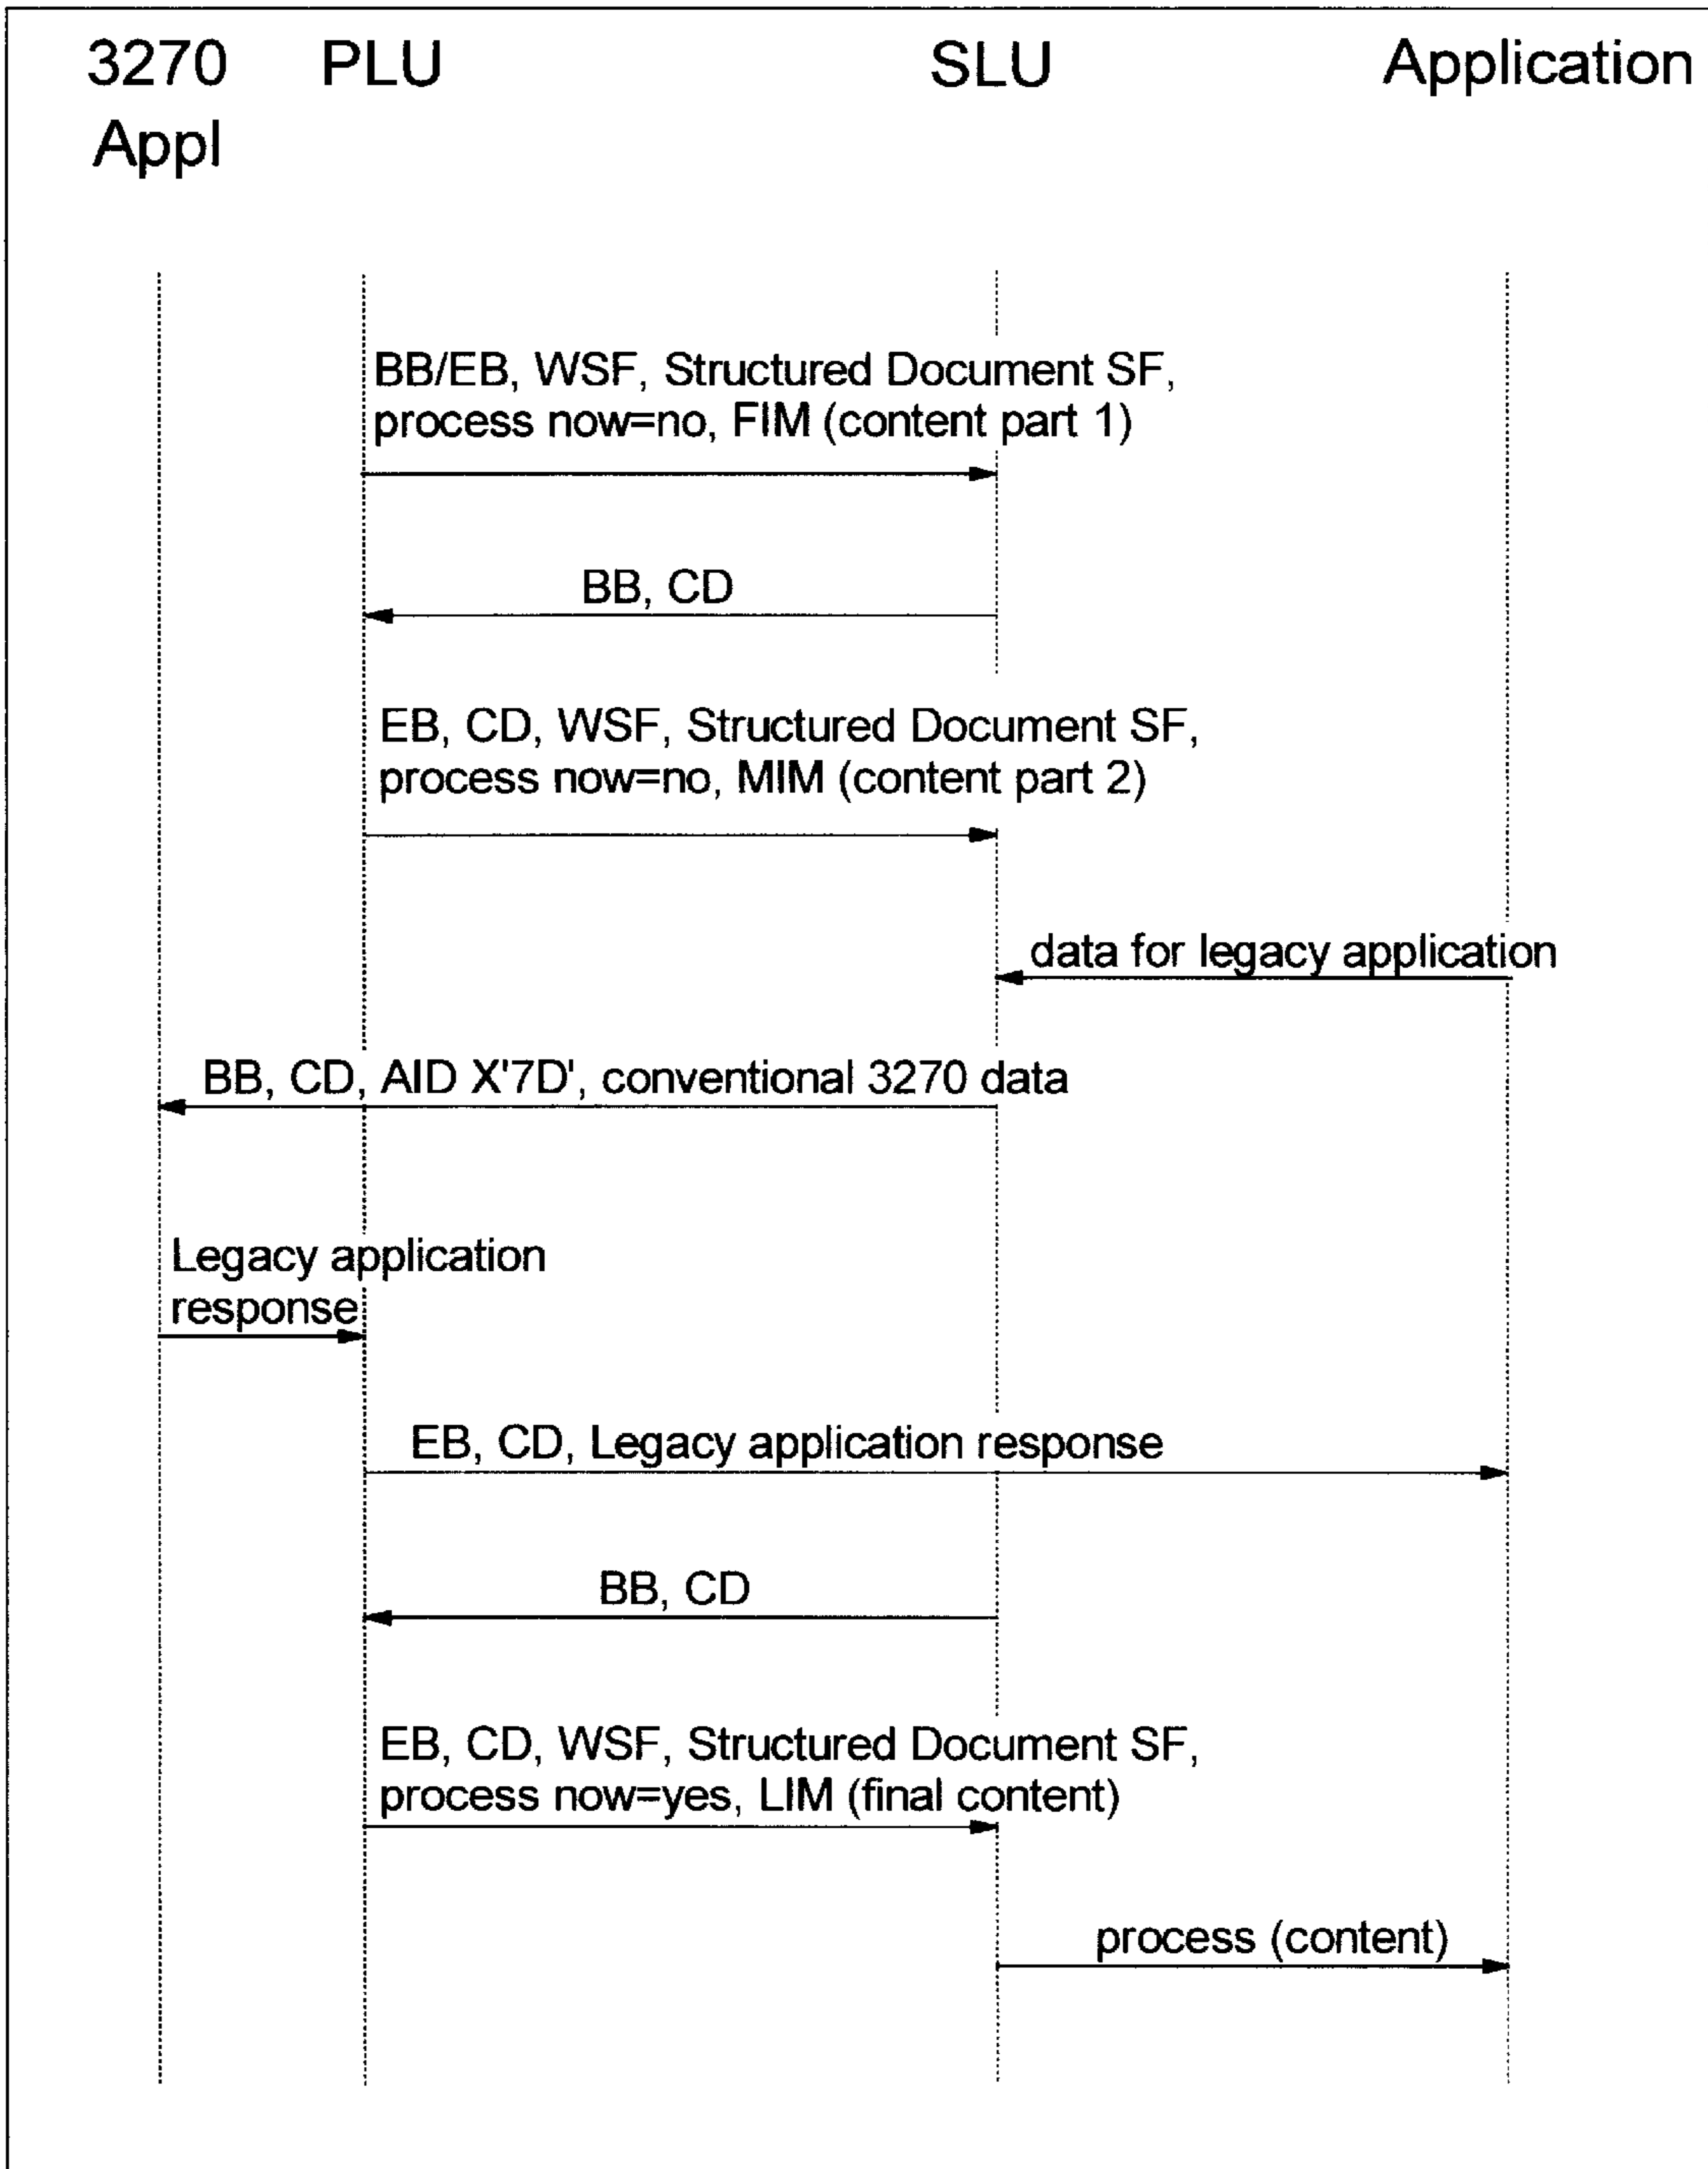 3270 PLU SLU Application
Appl
BB/EB, WSF, Structured Document SF,
process now=no, FIM (content part 1)
BB, CD
EB, CD, WSF, Structured Document SF,
process now=no, MIM (content part 2)
data for legacy application
BB, CD, AID X'7D', conventional 3270 data
Legacy application
response
EB, CD, Legacy application response
BB, CD
EB, CD, WSF, Structured Document SF,
process now=yes, LIM (final content)
process (content)